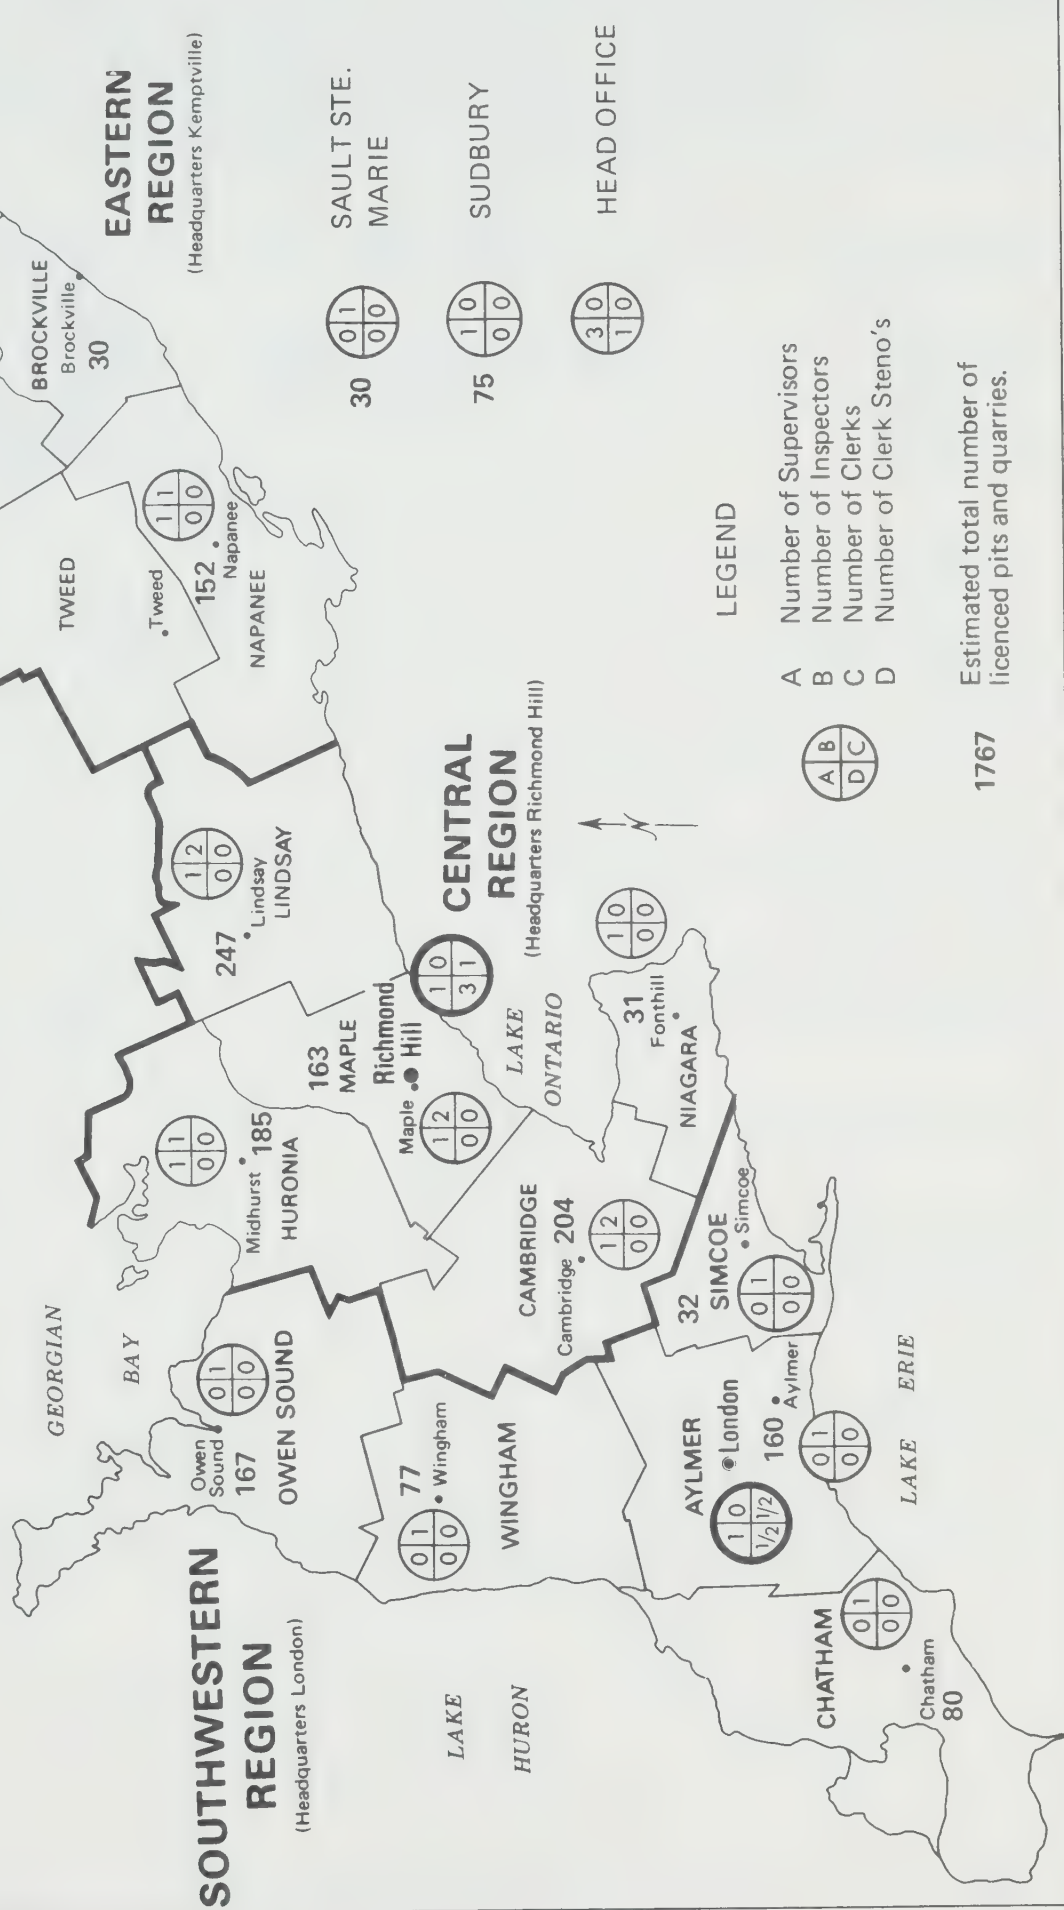 SOUTHWESTERN
REGION
(Headquarters London)
GEORGIAN
BAY
Owen
Sound
167
OWEN SOUND
0 1
0 0
77
Wingham
WINGHAM
0 1
0 0
LAKE
HURON
AYLMER
London
1 0
1/2 1/2
160
Aylmer
0 1
0 0
CHATHAM
Chatham
80
0 1
0 0
32
SIMCOE
Simcoe
0 1
0 0
LAKE ERIE
1 1
0 0
Midhurst 185
HURONIA
163
MAPLE
Richmond
Hill
Maple
1 2
0 0
1 0
3 1
CAMBRIDGE
Cambridge 204
1 2
0 0
31
Fonthill
NIAGARA
1 0
0 0
LAKE
ONTARIO
247
Lindsay
LINDSAY
1 2
0 0
CENTRAL
REGION
(Headquarters Richmond Hill)
N
TWEED
Tweed
152
Napanee
NAPANEE
1 1
0 0
BROCKVILLE
Brockville
30
EASTERN
REGION
(Headquarters Kemptville)
30
0 1
0 0
SAULT STE.
MARIE
75
1 0
0 0
SUDBURY
3 0
1 0
HEAD OFFICE
LEGEND
A B
D C
A Number of Supervisors
B Number of Inspectors
C Number of Clerks
D Number of Clerk Steno's
1767 Estimated total number of
licenced pits and quarries.